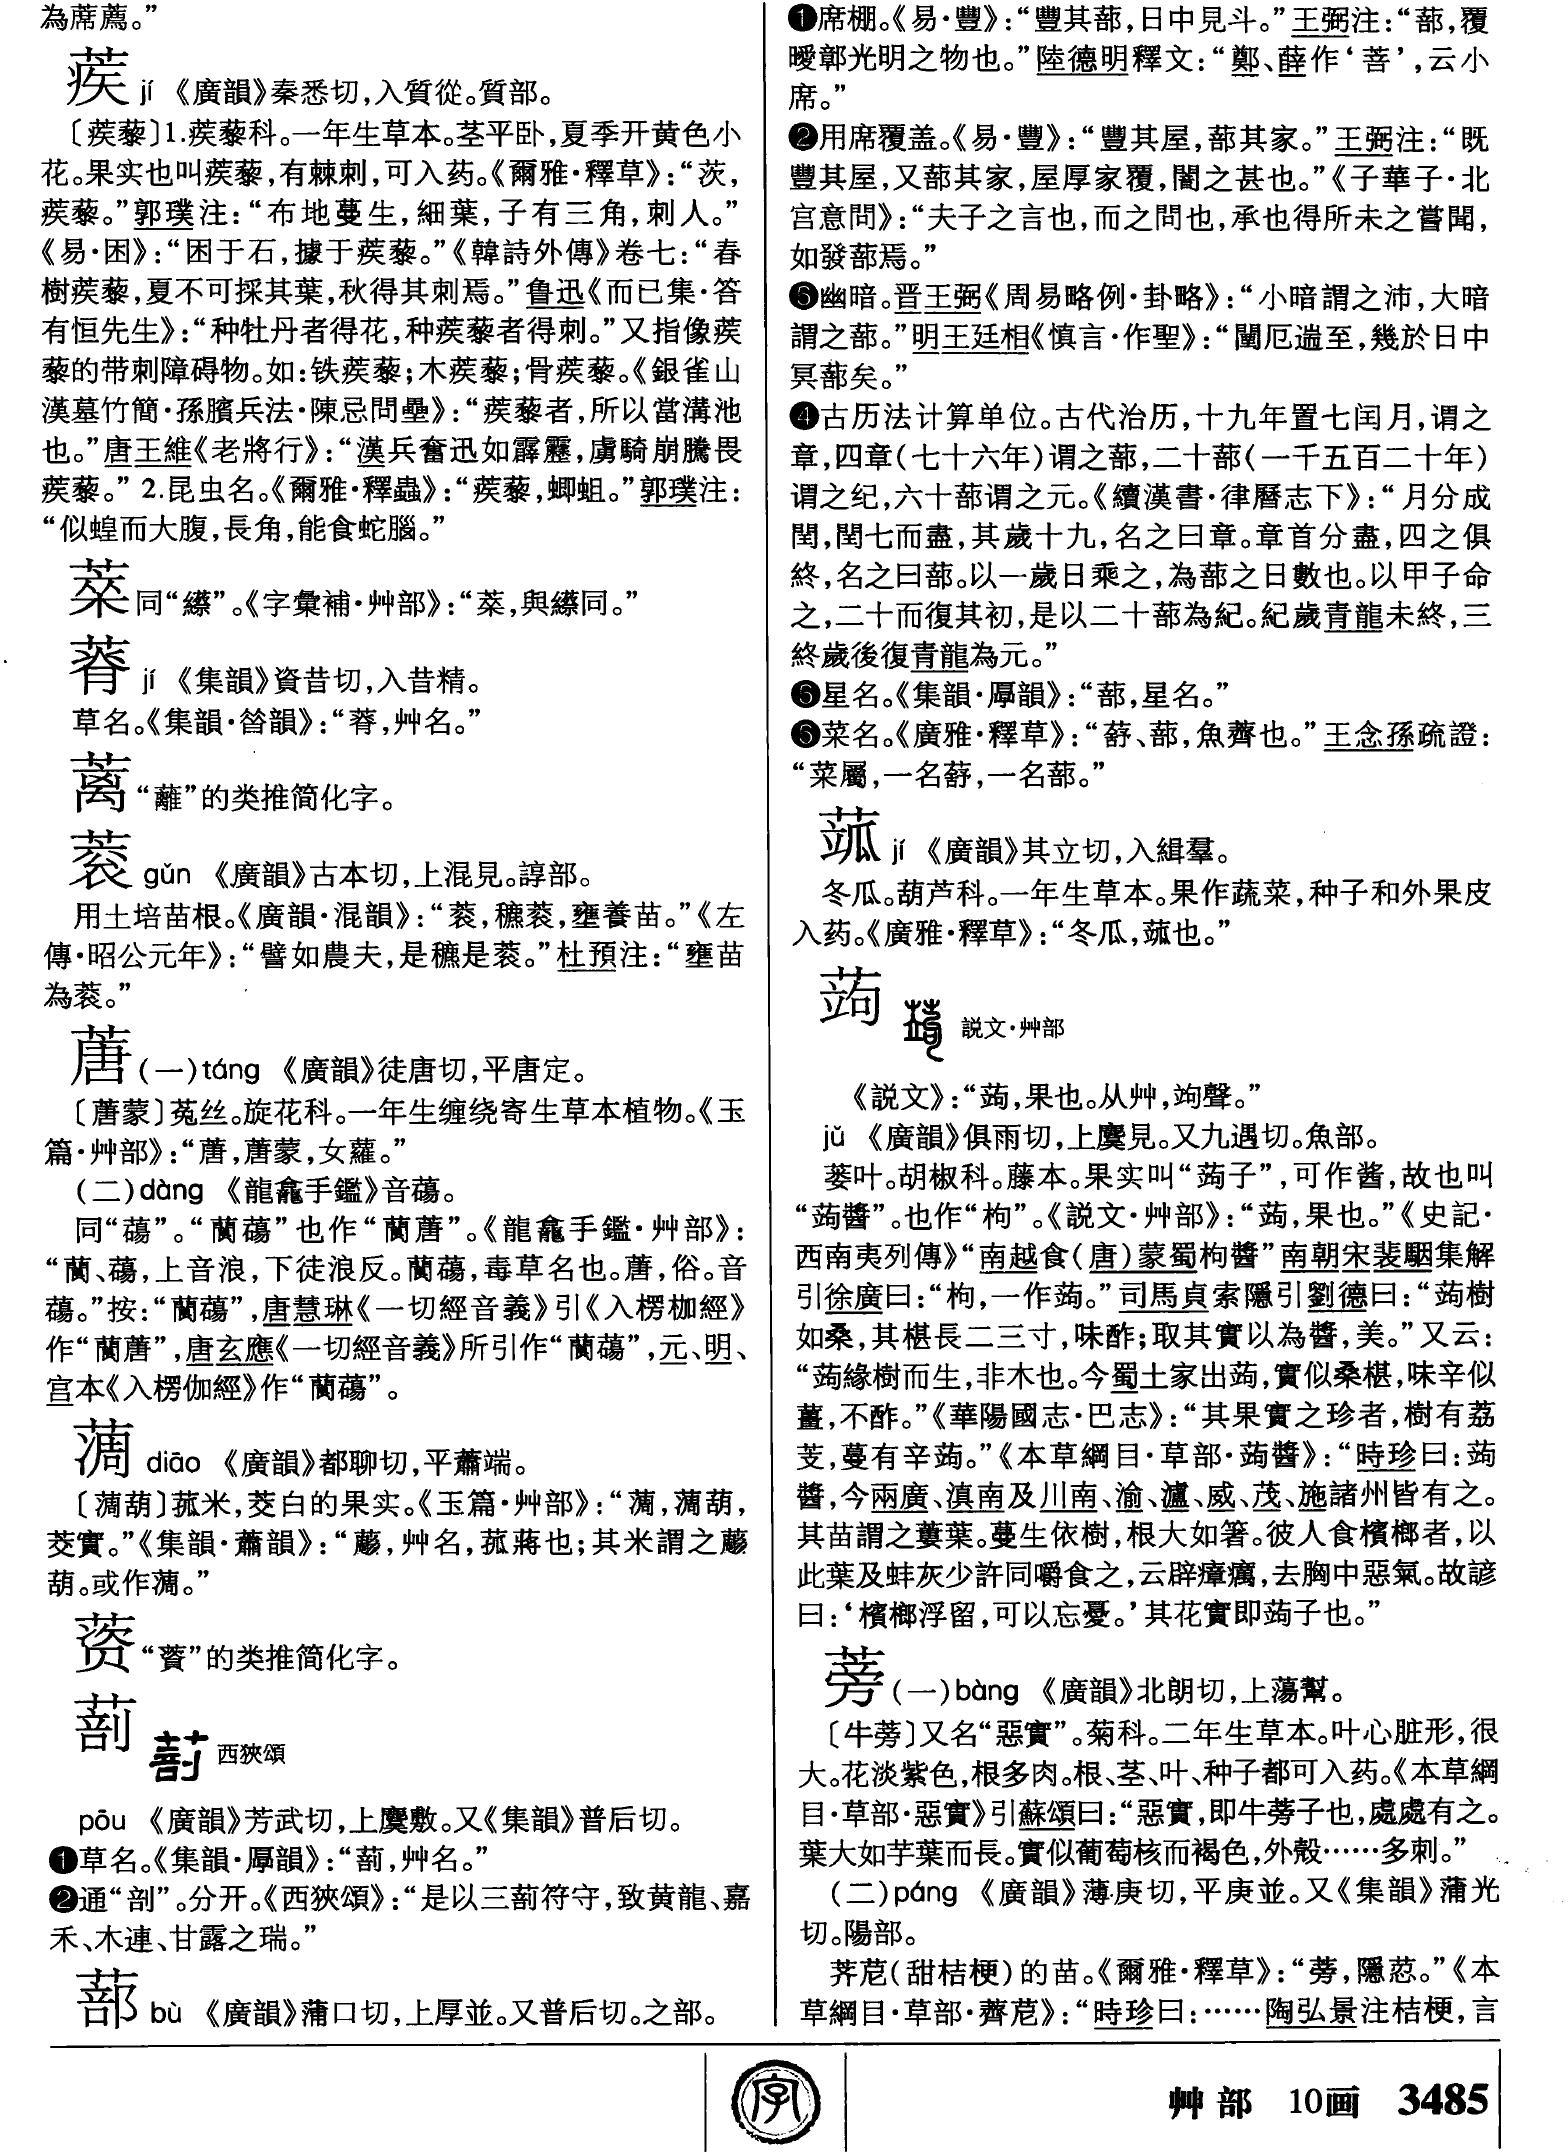 為蓆薦。”
蒺 jí 《廣韻》秦悉切,入質從。質部。
〔蒺藜〕1.蒺藜科。一年生草本。茎平卧,夏季开黄色小
花。果实也叫蒺藜,有棘刺,可入药。《爾雅·釋草》:“茨,
蒺藜。”郭璞注:“布地蔓生,細葉,子有三角,刺人。”
《易·困》:“困于石,據于蒺藜。”《韓詩外傳》卷七:“春
樹蒺藜,夏不可採其葉,秋得其刺焉。”鲁迅《而已集·答
有恒先生》:“种牡丹者得花,种蒺藜者得刺。”又指像蒺
藜的带刺障碍物。如:铁蒺藜;木蒺藜;骨蒺藜。《銀雀山
漢墓竹簡·孫臏兵法·陳忌問壘》:“蒺藜者,所以當溝池
也。”唐王維《老將行》:“漢兵奮迅如霹靂,虜騎崩騰畏
蒺藜。” 2.昆虫名。《爾雅·釋蟲》:“蒺藜,蝍蛆。”郭璞注:
“似蝗而大腹,長角,能食蛇腦。”
同“蘨”。《字彙補·艸部》:
蓨 jí 《集韻》資昔切,入昔精。
草名。《集韻·昝韻》:“蓨,艸名。”
蓠 “蘺”的类推简化字。
蓘 gǔn 《廣韻》古本切,上混見。諄部。
用土培苗根。《廣韻·混韻》:“蓘,穮蓘,壅養苗。”《左
傳·昭公元年》:“譬如農夫,是穮是蓘。”杜預注:“壅苗
為蓘。”
蓎 (一)táng 《廣韻》徒唐切,平唐定。
〔蓎蒙〕菟丝。旋花科。一年生缠绕寄生草本植物。《玉
篇·艸部》:“蓎,蓎蒙,女蘿。”
(二)dàng 《龍龕手鑑》音蕩。
同“蕩”。“蘭蕩”也作“蘭蓎”。《龍龕手鑑·艸部》:
“蘭、蕩,上音浪,下徒浪反。蘭蕩,毒草名也。蓎,俗。音
蕩。”按:“蘭蕩”,唐慧琳《一切經音義》引《入楞枷經》
作“蘭蓎”,唐玄應《一切經音義》所引作“蘭蕩”,元、明、
宫本《入楞伽經》作“蘭蕩”。
蓧 diāo 《廣韻》都聊切,平蕭端。
葫〕菰米,茭白的果实。《玉篇·艸部》:
茭實。”《集韻·蕭韻》:“艸名,菰蔣也;其米謂之
葫。或作
“薋”的类推简化字。
蔀 西狹頌
pōu 《廣韻》芳武切,上麌敷。又《集韻》普后切。
❶草名。《集韻·厚韻》:“萷,艸名。”
❷通“剖”。分开。《西狹頌》:“是以三萷符守,致黄龍、嘉
禾、木連、甘露之瑞。”
蔀 bù 《廣韻》蒲口切,上厚並。又普后切。之部。
❶席棚。《易·豐》:“豐其蔀,日中見斗。”王弼注:“蔀,覆
曖鄣光明之物也。”陸德明釋文:“鄭、薛作‘菩’,云小
席。”
❷用席覆盖。《易·豐》:“豐其屋,蔀其家。”王弼注:“既
豐其屋,又蔀其家,屋厚家覆,闇之甚也。”《子華子·北
宫意問》:“夫子之言也,而之問也,承也得所未之嘗聞,
如發蔀焉。”
❸幽暗。晋王弼《周易略例·卦略》:“小暗謂之沛,大暗
謂之蔀。”明王廷相《慎言·作聖》:“闉厄遄至,幾於日中
冥蔀矣。”
❹古历法计算单位。古代治历,十九年置七闰月,谓之
章,四章(七十六年)谓之蔀,二十蔀(一千五百二十年)
谓之纪,六十蔀谓之元。《續漢書·律曆志下》:“月分成
閏,閏七而盡,其歲十九,名之曰章。章首分盡,四之俱
終,名之曰蔀。以一歲日乘之,為蔀之日數也。以甲子命
之,二十而復其初,是以二十蔀為紀。紀歲青龍未終,三
終歲後復青龍為元。”
❺星名。《集韻·厚韻》:“蔀,星名。”
❻菜名。《廣雅·釋草》:“䔈、蔀,魚薺也。”王念孫疏證:
“菜屬,一名䔈,一名蔀。”
jí 《廣韻》其立切,入緝羣。
冬瓜。葫芦科。一年生草本。果作蔬菜,种子和外果皮
入药。《廣雅·釋草》:“冬瓜,也。”
蒟 説文·艸部
《説文》:“蒟,果也。从艸,竘聲。”
jǔ 《廣韻》俱雨切,上麌見。又九遇切。魚部。
蒌叶。胡椒科。藤本。果实叫“蒟子”,可作酱,故也叫
“蒟醬”。也作“枸”。《説文·艸部》:“蒟,果也。”《史記·
西南夷列傳》“南越食(唐)蒙蜀枸醬”南朝宋裴駰集解
引徐廣曰:“枸,一作蒟。”司馬貞索隱引劉德曰:“蒟樹
如桑,其椹長二三寸,味酢;取其實以為醬,美。”又云:
“蒟緣樹而生,非木也。今蜀土家出蒟,實似桑椹,味辛似
薑,不酢。”《華陽國志·巴志》:“其果實之珍者,樹有荔
芰,蔓有辛蒟。”《本草綱目·草部·蒟醬》:“時珍曰:蒟
醬,今兩廣、滇南及川南、渝、瀘、威、茂、施諸州皆有之。
其苗謂之蔞葉。蔓生依樹,根大如箸。彼人食檳榔者,以
此葉及蚌灰少許同嚼食之,云辟瘴癘,去胸中惡氣。故諺
曰:‘檳榔浮留,可以忘憂。’其花實即蒟子也。”
蒡 (一)bàng 《廣韻》北朗切,上蕩幫。
〔牛蒡〕又名“惡實”。菊科。二年生草本。叶心脏形,很
大。花淡紫色,根多肉。根、茎、叶、种子都可入药。《本草綱
目·草部·惡實》引蘇頌曰:“惡實,即牛蒡子也,處處有之。
葉大如芋葉而長。實似葡萄核而褐色,外殼……多刺。”
(二)páng 《廣韻》薄庚切,平庚並。又《集韻》蒲光
切。陽部。
荠苨(甜桔梗)的苗。《爾雅·釋草》:“蒡,隱荵。”《本
草綱目·草部·薺苨》:“時珍曰:……陶弘景注桔梗,言
字
艸部 10画 3485